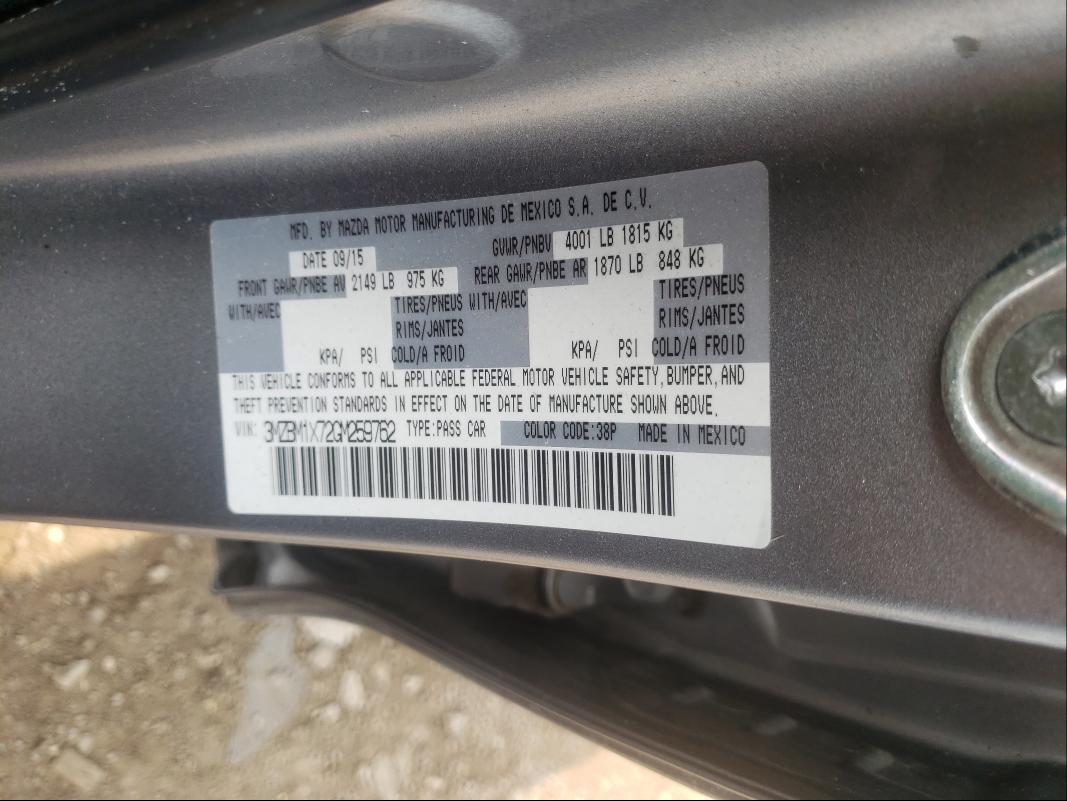 MFD. BY MAZDA MOTOR MANUFACTURING DE MEXICO S.A. DE C.V.
DATE 09/15 GVWR/PNBV 4001 LB 1815 KG
FRONT GAWR/PNBE AV 2149 LB 975 KG REAR GAWR/PNBE AR 1870 LB 848 KG
WITH/AVEC TIRES/PNEUS WITH/AVEC TIRES/PNEUS
RIMS/JANTES RIMS/JANTES
KPA/ PSI COLD/A FROID KPA/ PSI COLD/A FROID
THIS VEHICLE CONFORMS TO ALL APPLICABLE FEDERAL MOTOR VEHICLE SAFETY, BUMPER, AND
THEFT PREVENTION STANDARDS IN EFFECT ON THE DATE OF MANUFACTURE SHOWN ABOVE.
VIN: 3MZBM1X72GM259762 TYPE:PASS CAR COLOR CODE:38P MADE IN MEXICO